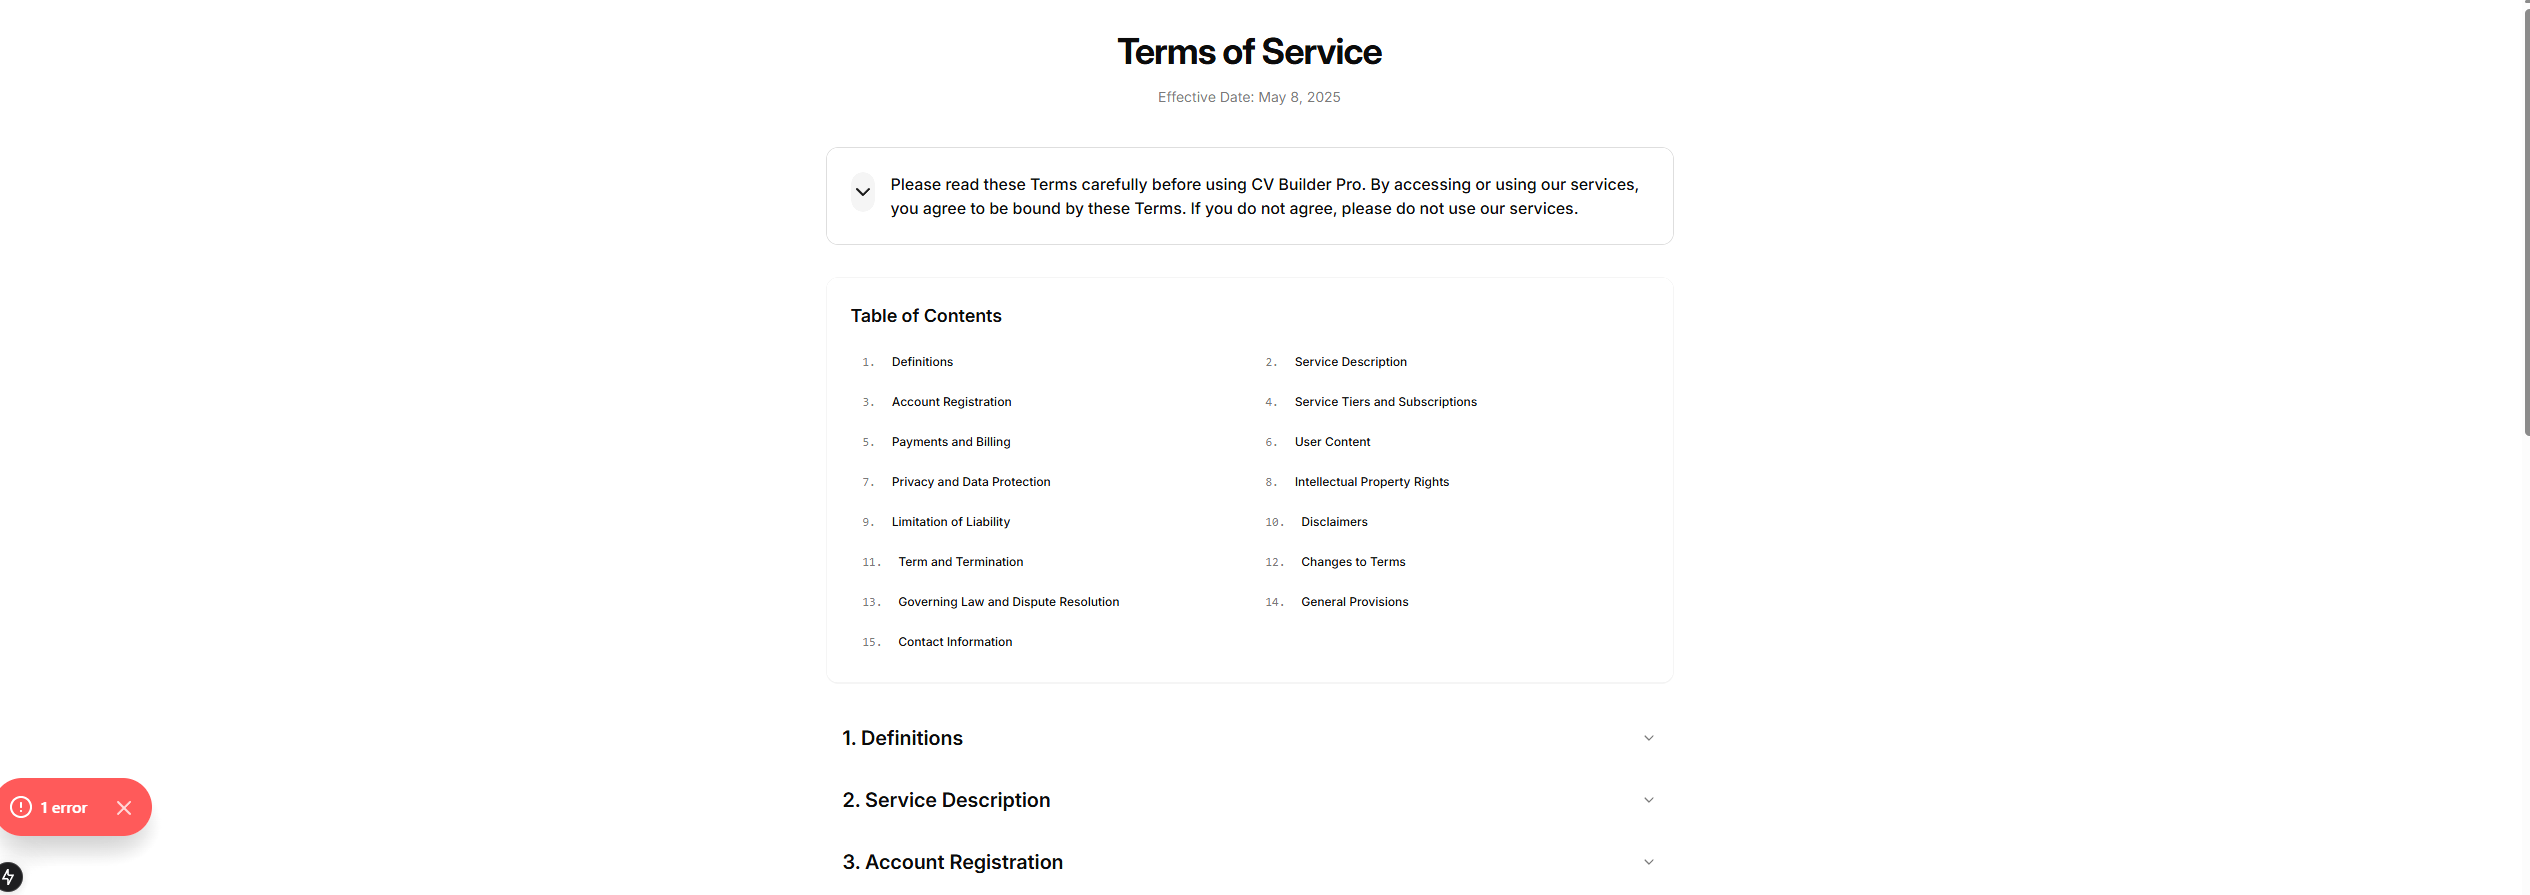 Terms of Service
Effective Date: May 8, 2025
Please read these Terms carefully before using CV Builder Pro. By accessing or using our services,
you agree to be bound by these Terms. If you do not agree, please do not use our services.
Table of Contents
1. Definitions
2. Service Description
3. Account Registration
4. Service Tiers and Subscriptions
5. Payments and Billing
6. User Content
7. Privacy and Data Protection
8. Intellectual Property Rights
9. Limitation of Liability
10. Disclaimers
11. Term and Termination
12. Changes to Terms
13. Governing Law and Dispute Resolution
14. General Provisions
15. Contact Information
1. Definitions
2. Service Description
3. Account Registration
1 error